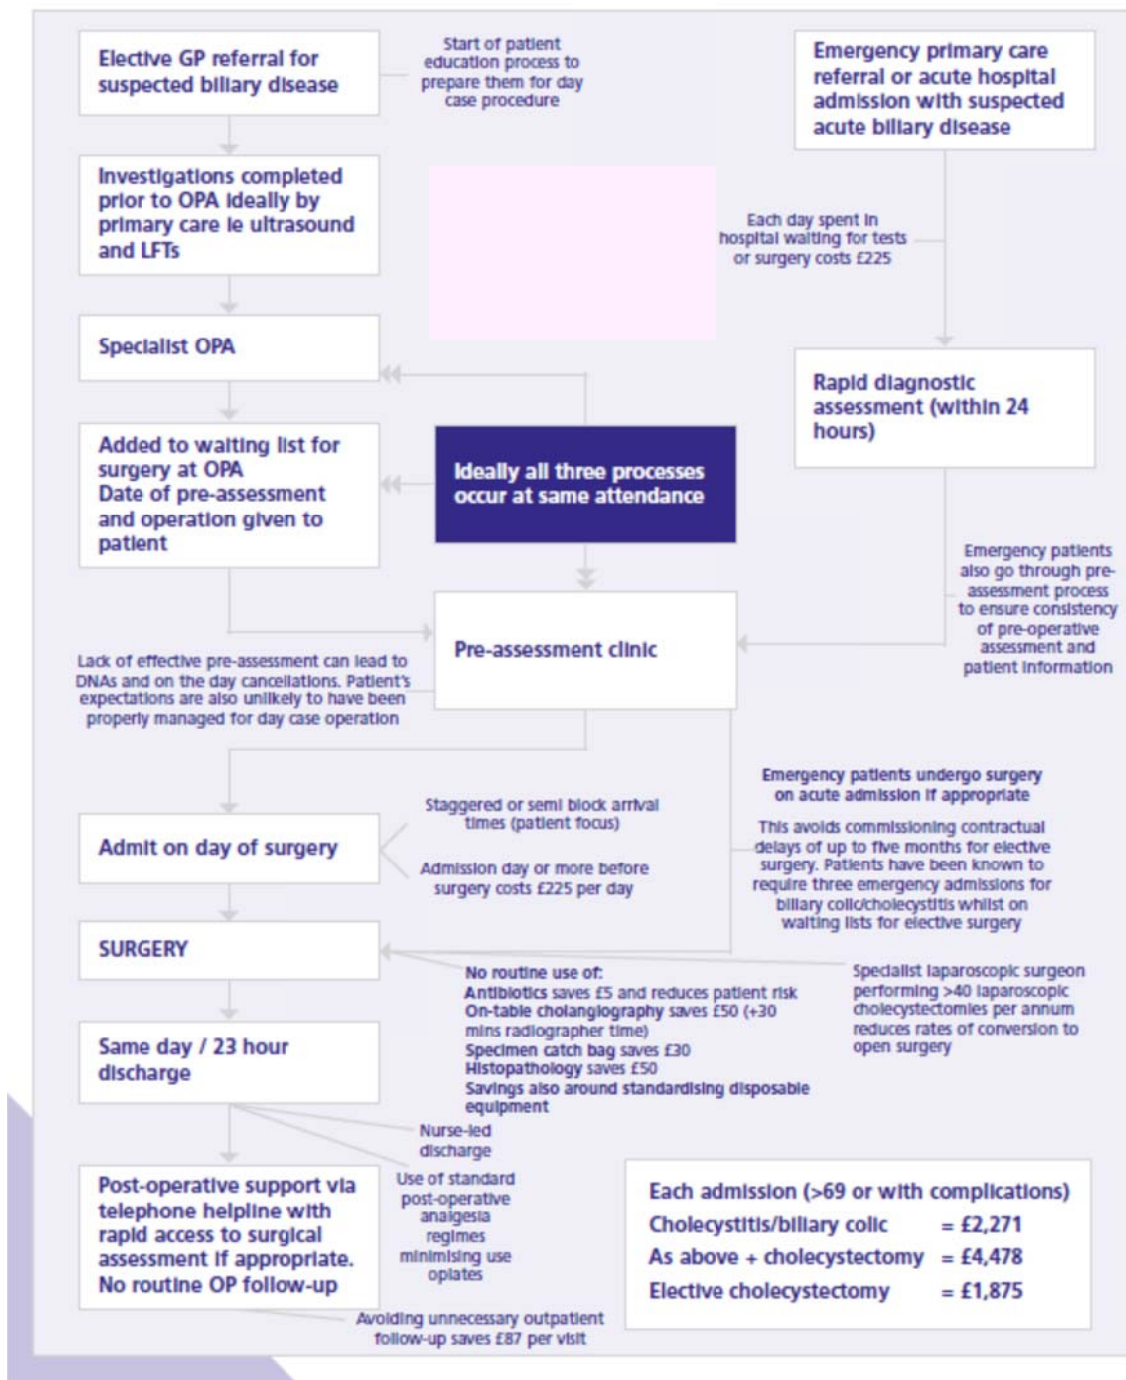 Elective GP referral for
suspected biliary disease
Start of patient
education process to
prepare them for day
case procedure
Emergency primary care
referral or acute hospital
admission with suspected
acute biliary disease
Investigations completed
prior to OPA ideally by
primary care ie ultrasound
and LFTs
Each day spent in
hospital waiting for tests
or surgery costs £225
Specialist OPA
Rapid diagnostic
assessment (within 24
hours)
Added to waiting list for
surgery at OPA
Date of pre-assessment
and operation given to
patient
Ideally all three processes
occur at same attendance
Emergency patients
also go through pre-
assessment process
to ensure consistency
of pre-operative
assessment and
patient information
Pre-assessment clinic
Lack of effective pre-assessment can lead to
DNAs and on the day cancellations. Patient's
expectations are also unlikely to have been
properly managed for day case operation
Emergency patients undergo surgery
on acute admission if appropriate
This avoids commissioning contractual
delays of up to five months for elective
surgery. Patients have been known to
require three emergency admissions for
biliary colic/cholecystitis whilst on
waiting lists for elective surgery
Admit on day of surgery
Staggered or semi block arrival
times (patient focus)
Admission day or more before
surgery costs £225 per day
SURGERY
No routine use of:
Antibiotics saves £5 and reduces patient risk
On-table cholangiography saves £50 (+30
mins radiographer time)
Specimen catch bag saves £30
Histopathology saves £50
Savings also around standardising disposable
equipment
Specialist laparoscopic surgeon
performing >40 laparoscopic
cholecystectomies per annum
reduces rates of conversion to
open surgery
Same day / 23 hour
discharge
Nurse-led
discharge
Use of standard
post-operative
analgesia
regimes
minimising use
opiates
Post-operative support via
telephone helpline with
rapid access to surgical
assessment if appropriate.
No routine OP follow-up
Avoiding unnecessary outpatient
follow-up saves £87 per visit
Each admission (>69 or with complications)
Cholecystitis/biliary colic = £2,271
As above + cholecystectomy = £4,478
Elective cholecystectomy = £1,875